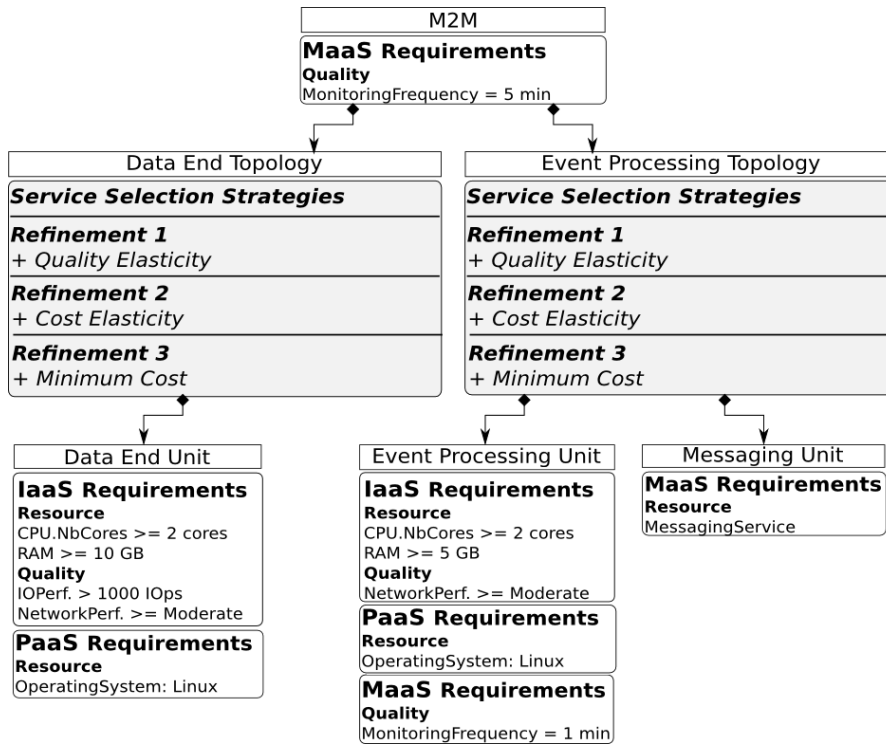 M2M
MaaS Requirements
Quality
MonitoringFrequency = 5 min
Data End Topology
Service Selection Strategies
Refinement 1
+ Quality Elasticity
Refinement 2
+ Cost Elasticity
Refinement 3
+ Minimum Cost
Event Processing Topology
Service Selection Strategies
Refinement 1
+ Quality Elasticity
Refinement 2
+ Cost Elasticity
Refinement 3
+ Minimum Cost
Data End Unit
IaaS Requirements
Resource
CPU.NbCores >= 2 cores
RAM >= 10 GB
Quality
IOPerf. > 1000 IOps
NetworkPerf. >= Moderate
PaaS Requirements
Resource
OperatingSystem: Linux
Event Processing Unit
IaaS Requirements
Resource
CPU.NbCores >= 2 cores
RAM >= 5 GB
Quality
NetworkPerf. >= Moderate
PaaS Requirements
Resource
OperatingSystem: Linux
MaaS Requirements
Quality
MonitoringFrequency = 1 min
Messaging Unit
MaaS Requirements
Resource
MessagingService